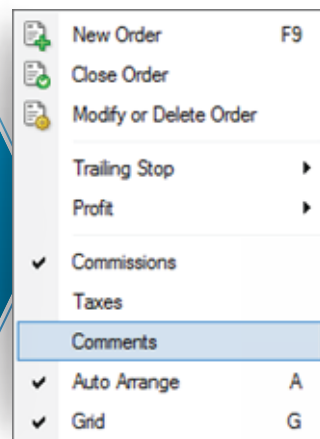 New Order F9
Close Order
Modify or Delete Order
Trailing Stop
Profit
Commissions
Taxes
Comments
Auto Arrange A
Grid G